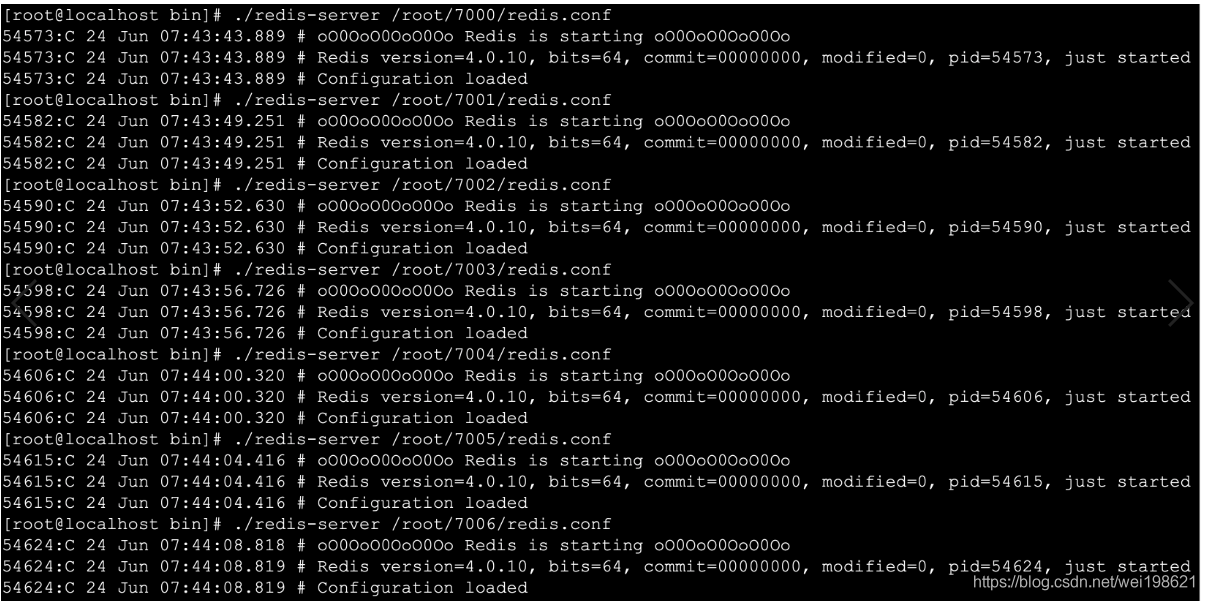 [root@localhost bin]# ./redis-server /root/7000/redis.conf
54573:C 24 Jun 07:43:43.889 # oO0OoO0OoO0Oo Redis is starting oO0OoO0OoO0Oo
54573:C 24 Jun 07:43:43.889 # Redis version=4.0.10, bits=64, commit=00000000, modified=0, pid=54573, just started
54573:C 24 Jun 07:43:43.889 # Configuration loaded
[root@localhost bin]# ./redis-server /root/7001/redis.conf
54582:C 24 Jun 07:43:49.251 # oO0OoO0OoO0Oo Redis is starting oO0OoO0OoO0Oo
54582:C 24 Jun 07:43:49.251 # Redis version=4.0.10, bits=64, commit=00000000, modified=0, pid=54582, just started
54582:C 24 Jun 07:43:49.251 # Configuration loaded
[root@localhost bin]# ./redis-server /root/7002/redis.conf
54590:C 24 Jun 07:43:52.630 # oO0OoO0OoO0Oo Redis is starting oO0OoO0OoO0Oo
54590:C 24 Jun 07:43:52.630 # Redis version=4.0.10, bits=64, commit=00000000, modified=0, pid=54590, just started
54590:C 24 Jun 07:43:52.630 # Configuration loaded
[root@localhost bin]# ./redis-server /root/7003/redis.conf
54598:C 24 Jun 07:43:56.726 # oO0OoO0OoO0Oo Redis is starting oO0OoO0OoO0Oo
54598:C 24 Jun 07:43:56.726 # Redis version=4.0.10, bits=64, commit=00000000, modified=0, pid=54598, just started
54598:C 24 Jun 07:43:56.726 # Configuration loaded
[root@localhost bin]# ./redis-server /root/7004/redis.conf
54606:C 24 Jun 07:44:00.320 # oO0OoO0OoO0Oo Redis is starting oO0OoO0OoO0Oo
54606:C 24 Jun 07:44:00.320 # Redis version=4.0.10, bits=64, commit=00000000, modified=0, pid=54606, just started
54606:C 24 Jun 07:44:00.320 # Configuration loaded
[root@localhost bin]# ./redis-server /root/7005/redis.conf
54615:C 24 Jun 07:44:04.416 # oO0OoO0OoO0Oo Redis is starting oO0OoO0OoO0Oo
54615:C 24 Jun 07:44:04.416 # Redis version=4.0.10, bits=64, commit=00000000, modified=0, pid=54615, just started
54615:C 24 Jun 07:44:04.416 # Configuration loaded
[root@localhost bin]# ./redis-server /root/7006/redis.conf
54624:C 24 Jun 07:44:08.818 # oO0OoO0OoO0Oo Redis is starting oO0OoO0OoO0Oo
54624:C 24 Jun 07:44:08.819 # Redis version=4.0.10, bits=64, commit=00000000, modified=0, pid=54624, just started
54624:C 24 Jun 07:44:08.819 # Configuration loaded
https://blog.csdn.net/wei198621